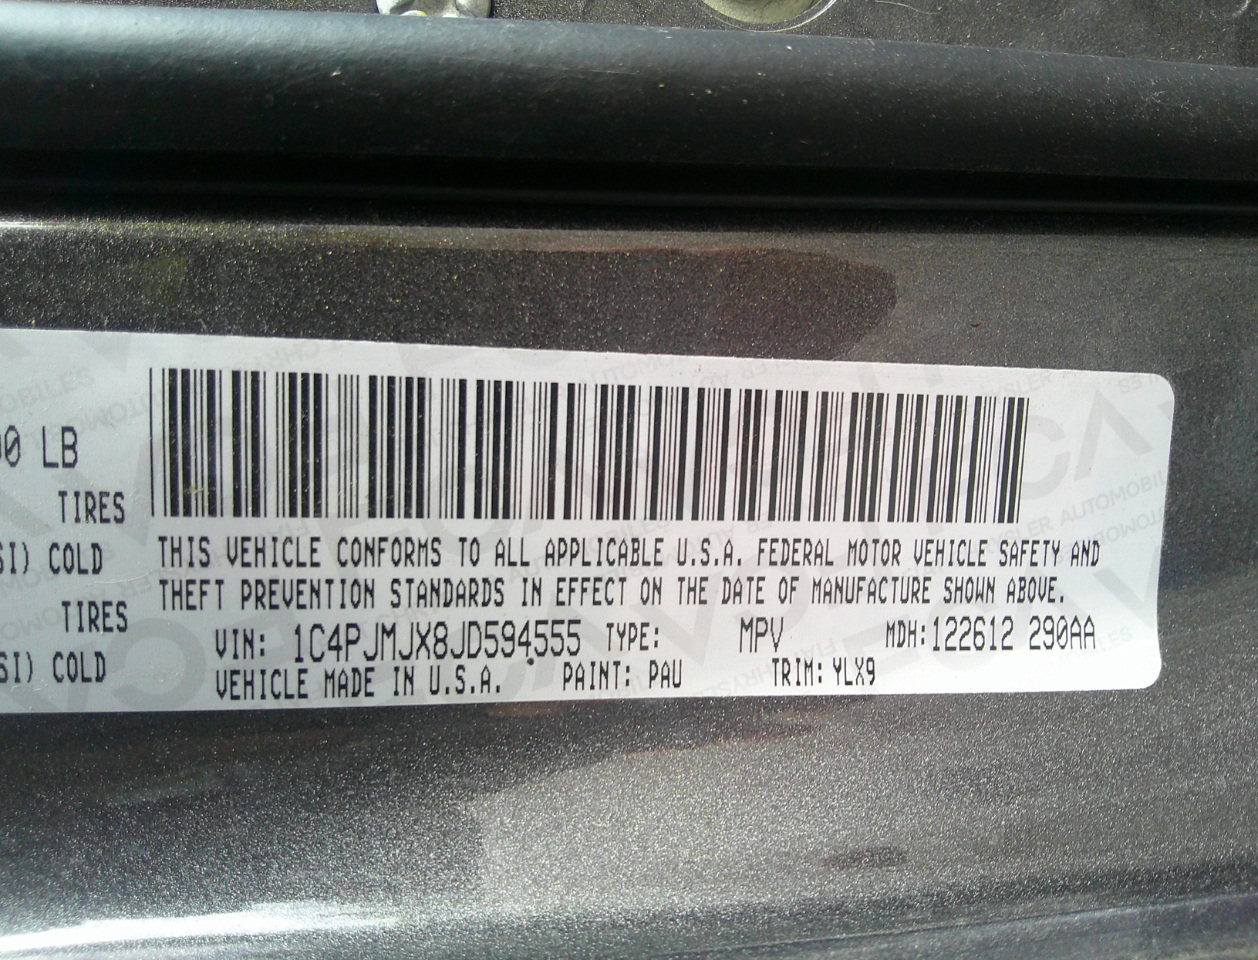 00 LB
TIRES
SI) COLD
TIRES
SI) COLD
THIS VEHICLE CONFORMS TO ALL APPLICABLE U.S.A. FEDERAL MOTOR VEHICLE SAFETY AND
THEFT PREVENTION STANDARDS IN EFFECT ON THE DATE OF MANUFACTURE SHOWN ABOVE.
VIN: 1C4PJMJX8JD594555 TYPE: MPV MDH:122612 290AA
VEHICLE MADE IN U.S.A. PAINT: PAU TRIM: YLX9